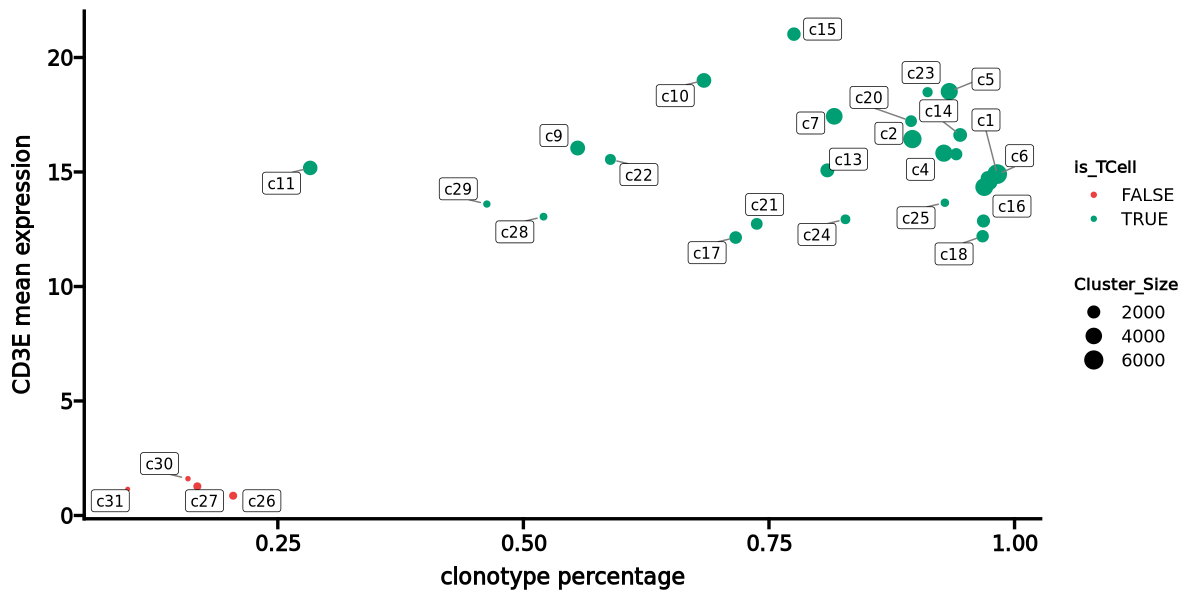 CD3E mean expression
20
15
10
5
0
c15
c23
c5
c10
c20
c14
c1
c7
c2
c9
c6
c13
c4
c22
c11
c29
c21
c16
c25
c28
c24
c17
c18
c30
c31
c27
c26
0.25
0.50
0.75
1.00
clonotype percentage
is_TCell
FALSE
TRUE
Cluster_Size
2000
4000
6000